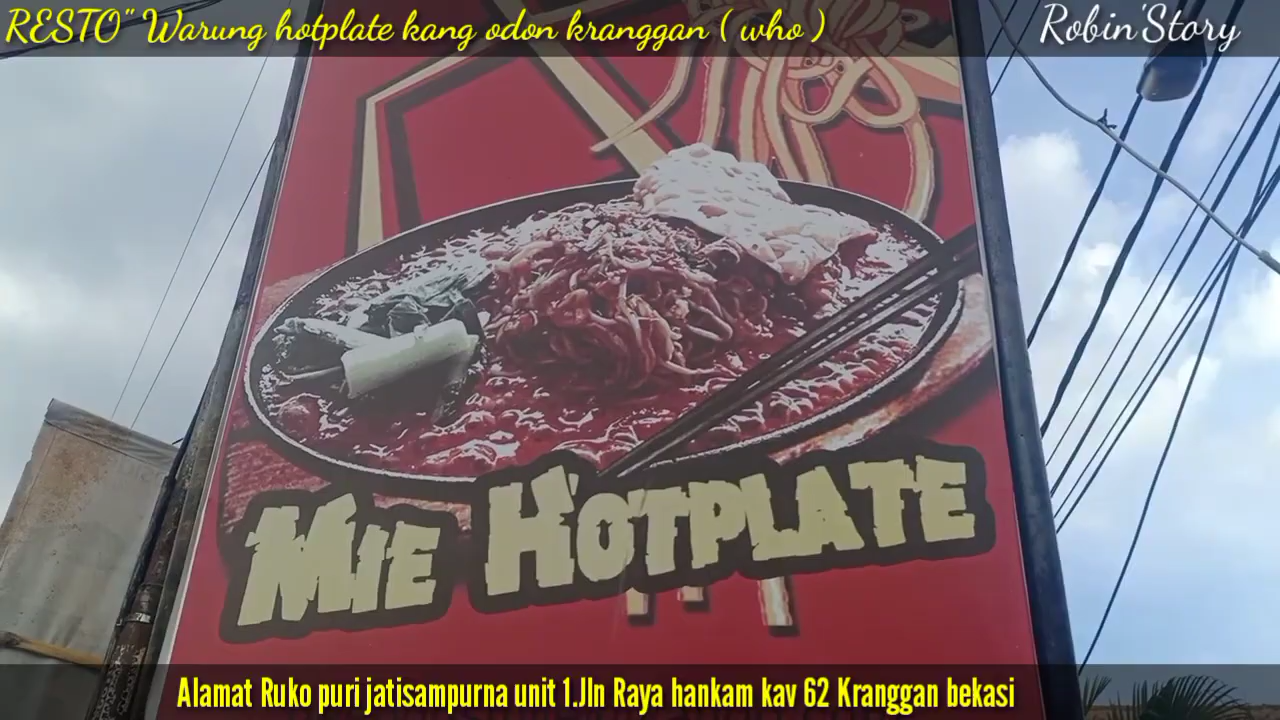 RESTO" Warung hotplate kang odon kranggan ( who )
Robin'Story
MIE HOTPLATE
Alamat Ruko puri jatisampurna unit 1.Jln Raya hankam kav 62 Kranggan bekasi